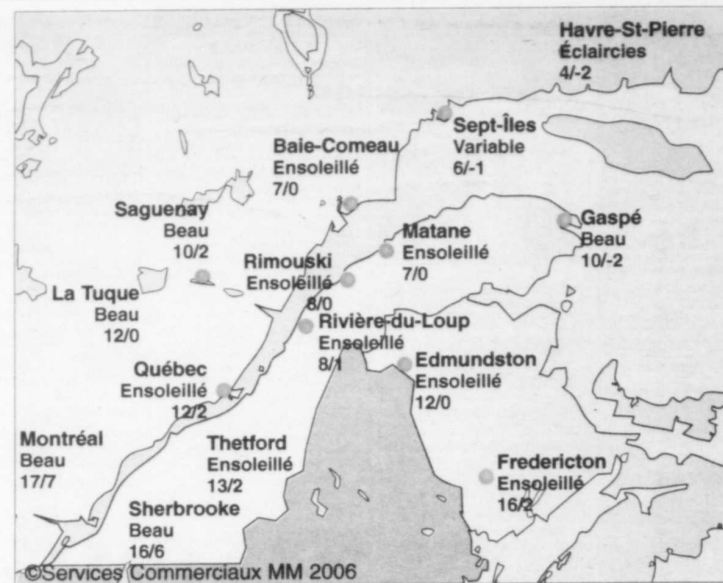 Havre-St-Pierre
Éclaircies
4/-2
Sept-Îles
Variable
6/-1
Baie-Comeau
Ensoleillé
7/0
Saguenay
Beau
10/2
Gaspé
Beau
10/-2
Matane
Ensoleillé
7/0
Rimouski
Ensoleillé
8/0
La Tuque
Beau
12/0
Rivière-du-Loup
Ensoleillé
8/1
Québec
Ensoleillé
12/2
Edmundston
Ensoleillé
12/0
Montréal
Beau
17/7
Thetford
Ensoleillé
13/2
Fredericton
Ensoleillé
16/2
Sherbrooke
Beau
16/6
©Services Commerciaux MM 2006